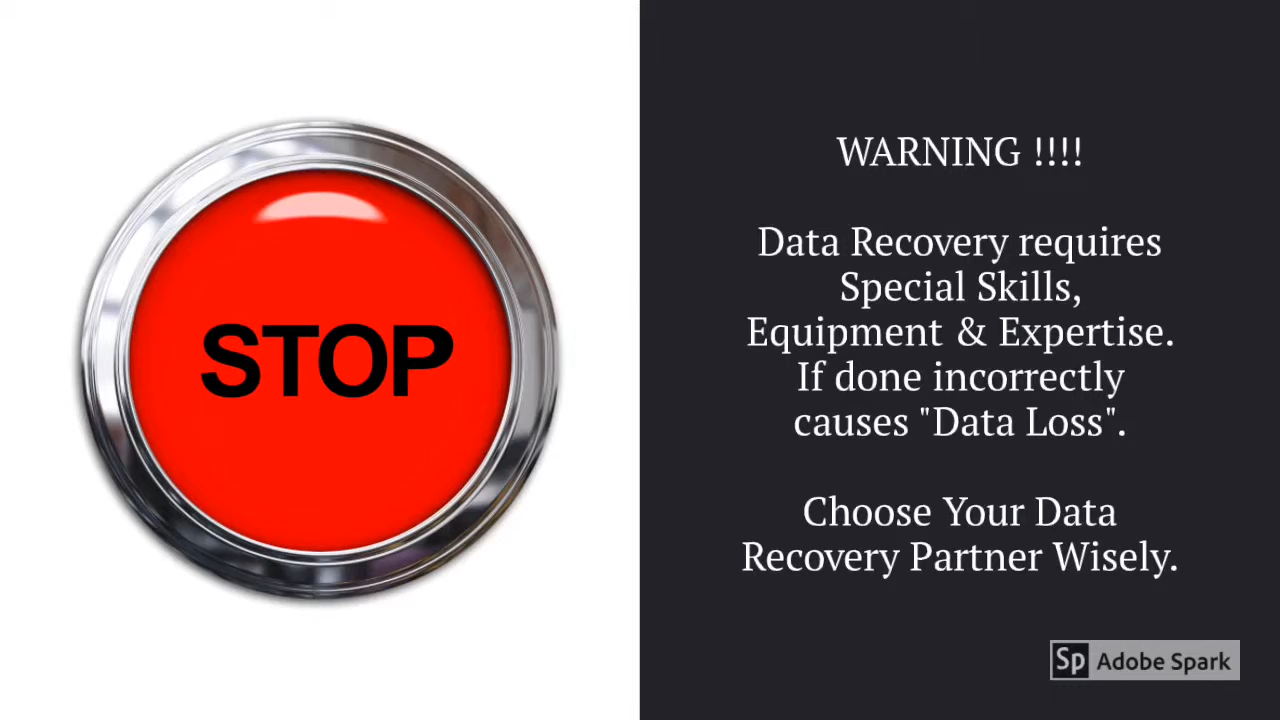 STOP
WARNING !!!!
Data Recovery requires
Special Skills,
Equipment & Expertise.
If done incorrectly
causes "Data Loss".
Choose Your Data
Recovery Partner Wisely.
Sp Adobe Spark